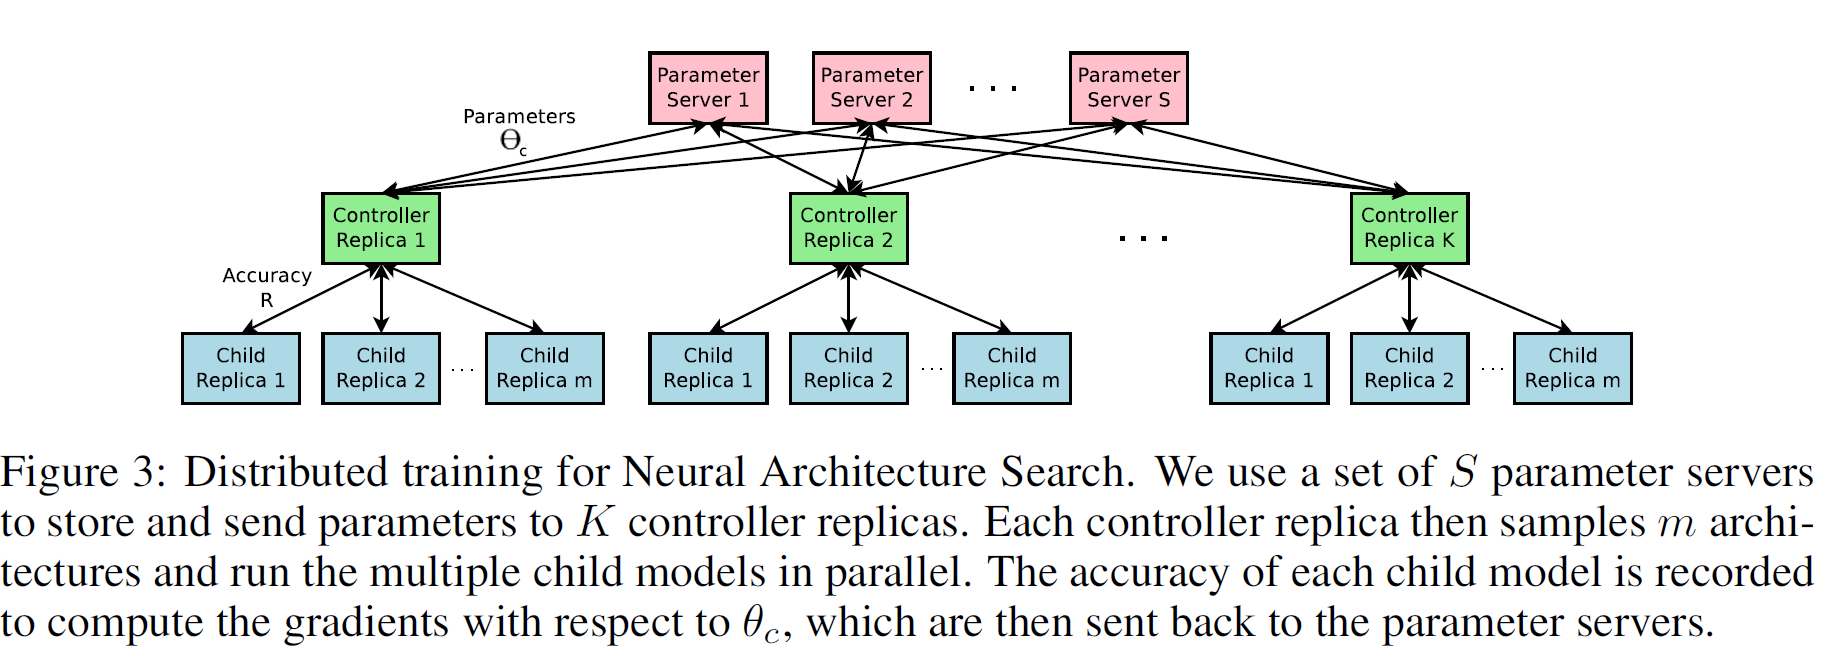 Parameter Server 1
Parameter Server 2
. . .
Parameter Server S
Parameters
Θc
Controller Replica 1
Controller Replica 2
. . .
Controller Replica K
Accuracy
R
Child Replica 1
Child Replica 2
. . .
Child Replica m
Child Replica 1
Child Replica 2
. . .
Child Replica m
Child Replica 1
Child Replica 2
. . .
Child Replica m
Figure 3: Distributed training for Neural Architecture Search. We use a set of S parameter servers
to store and send parameters to K controller replicas. Each controller replica then samples m archi-
tectures and run the multiple child models in parallel. The accuracy of each child model is recorded
to compute the gradients with respect to θc, which are then sent back to the parameter servers.